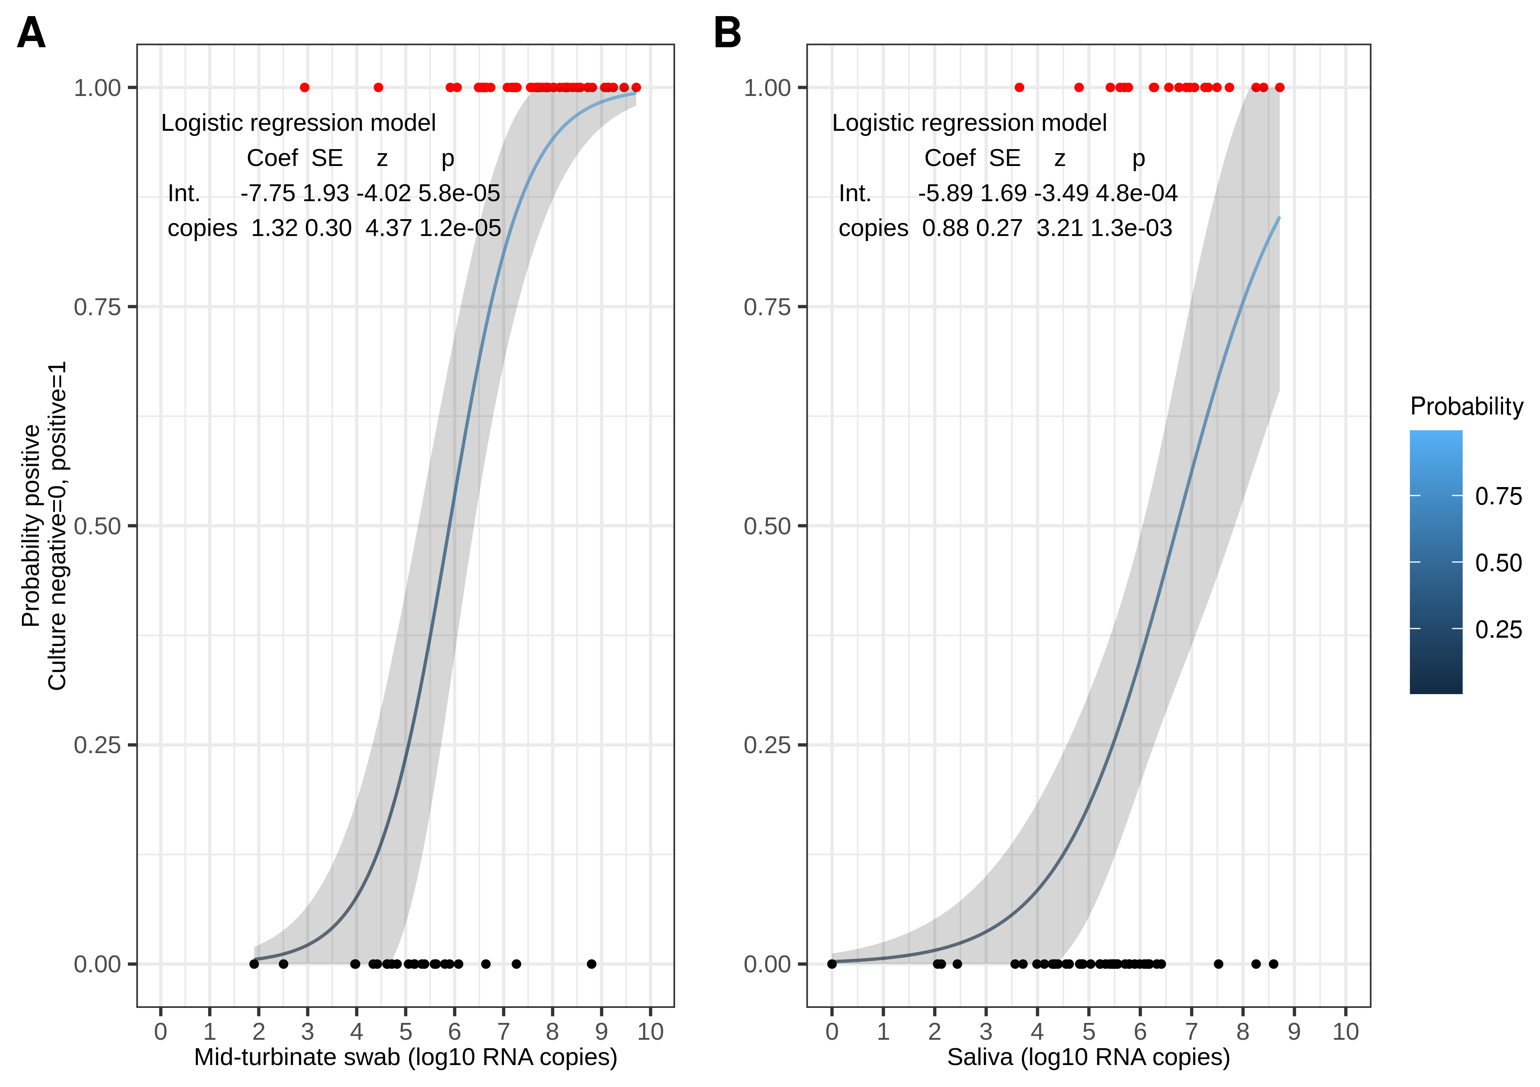 A
Probability positive
Culture negative=0, positive=1
1.00
0.75
0.50
0.25
0.00
Logistic regression model
Coef SE z p
Int. -7.75 1.93 -4.02 5.8e-05
copies 1.32 0.30 4.37 1.2e-05
0 1 2 3 4 5 6 7 8 9 10
Mid-turbinate swab (log10 RNA copies)
B
1.00
0.75
0.50
0.25
0.00
Logistic regression model
Coef SE z p
Int. -5.89 1.69 -3.49 4.8e-04
copies 0.88 0.27 3.21 1.3e-03
0 1 2 3 4 5 6 7 8 9 10
Saliva (log10 RNA copies)
Probability
0.75
0.50
0.25